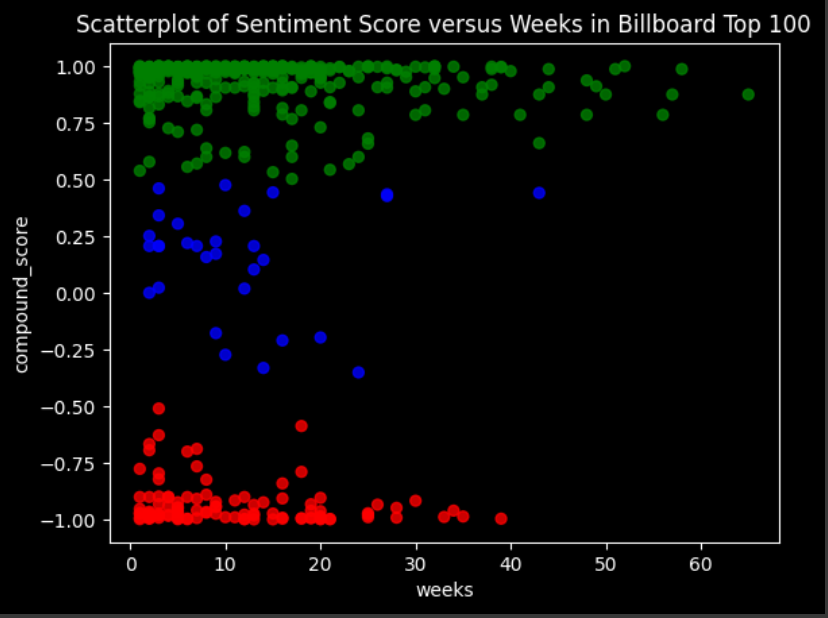 Scatterplot of Sentiment Score versus Weeks in Billboard Top 100
1.00
0.75
0.50
0.25
0.00
−0.25
−0.50
−0.75
−1.00
compound_score
0 10 20 30 40 50 60
weeks